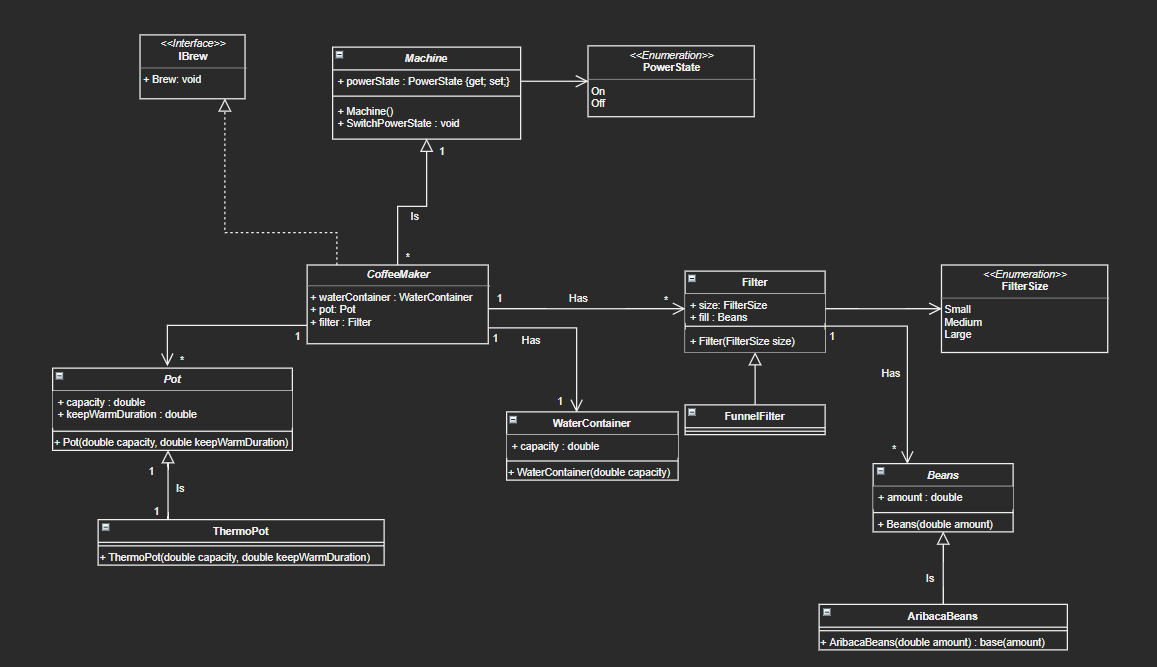 <<Interface>>
IBrew
+ Brew: void
Machine
+ powerState : PowerState {get; set;}
+ Machine()
+ SwitchPowerState : void
<<Enumeration>>
PowerState
On
Off
1
Is
*
CoffeeMaker
+ waterContainer : WaterContainer
+ pot: Pot
+ filter : Filter
1
Has
*
Filter
+ size: FilterSize
+ fill : Beans
+ Filter(FilterSize size)
<<Enumeration>>
FilterSize
Small
Medium
Large
1
*
Pot
+ capacity : double
+ keepWarmDuration : double
+ Pot(double capacity, double keepWarmDuration)
1
Is
1
ThermoPot
+ ThermoPot(double capacity, double keepWarmDuration)
1
Has
1
WaterContainer
+ capacity : double
+ WaterContainer(double capacity)
FunnelFilter
1
Has
*
Beans
+ amount : double
+ Beans(double amount)
Is
AribacaBeans
+ AribacaBeans(double amount) : base(amount)